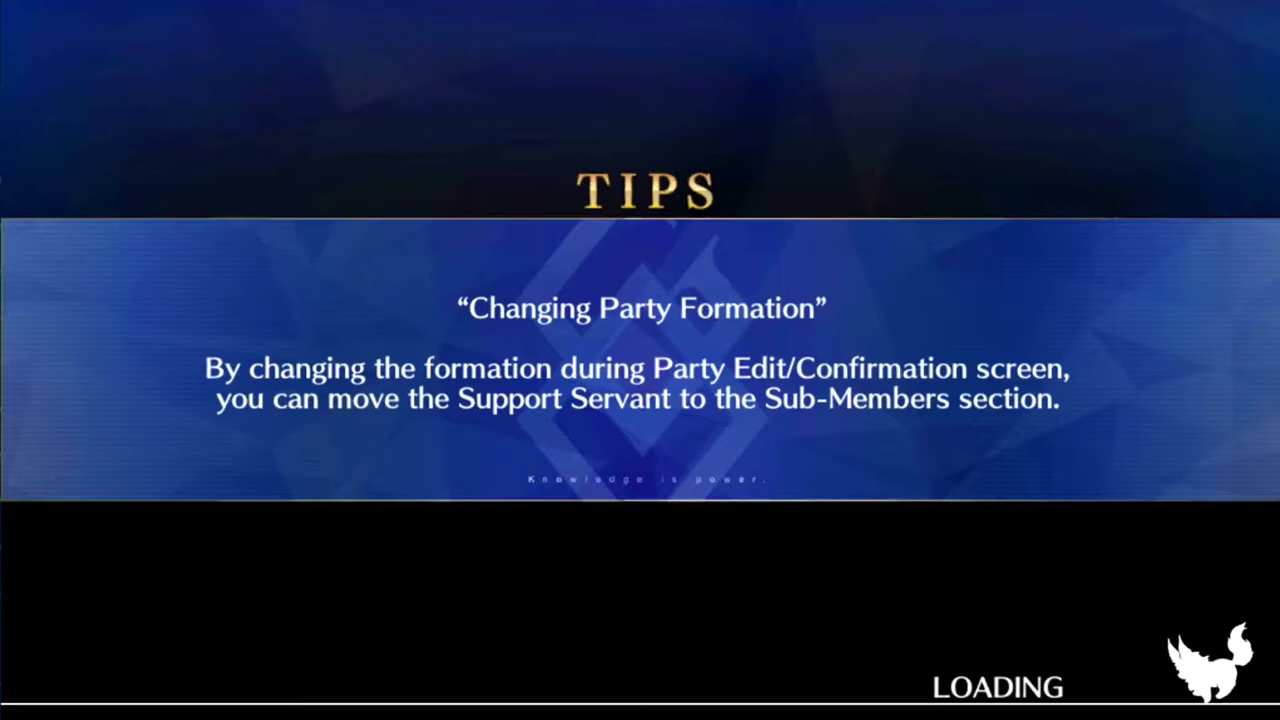 TIPS
“Changing Party Formation”
By changing the formation during Party Edit/Confirmation screen,
you can move the Support Servant to the Sub-Members section.
Knowledge is power.
LOADING